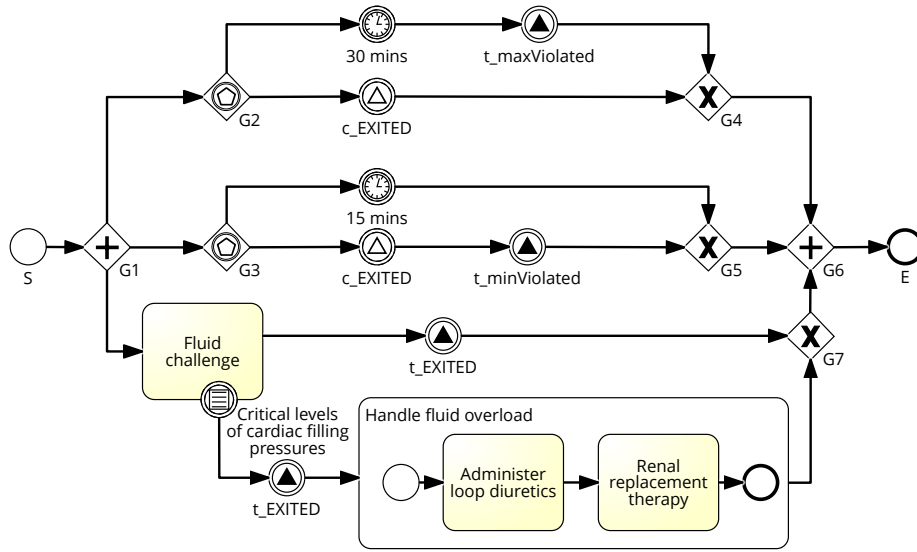 30 mins
t_maxViolated
G2
c_EXITED
G4
15 mins
S
G1
G3
c_EXITED
t_minViolated
G5
G6
E
Fluid
challenge
t_EXITED
G7
Critical levels
of cardiac filling
pressures
t_EXITED
Handle fluid overload
Administer
loop diuretics
Renal
replacement
therapy